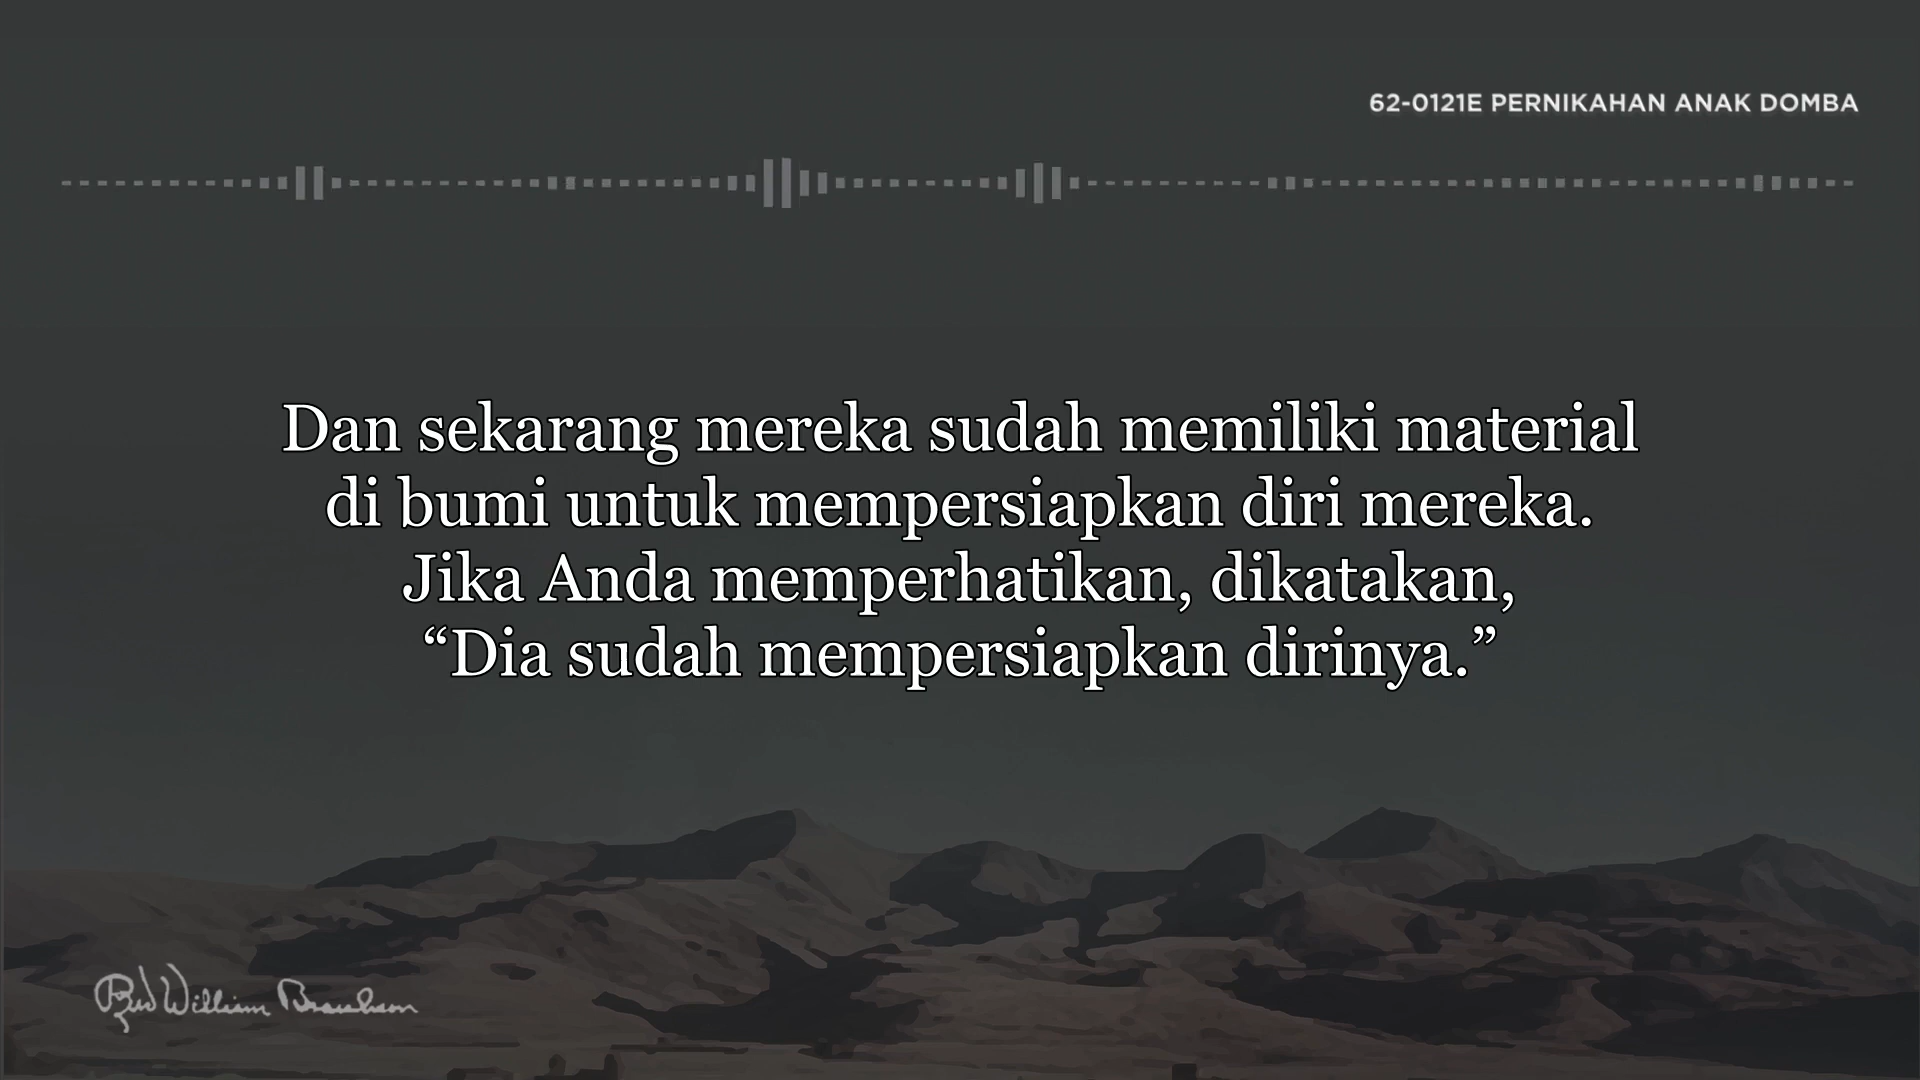 62-0121E PERNIKAHAN ANAK DOMBA
Dan sekarang mereka sudah memiliki material
di bumi untuk mempersiapkan diri mereka.
Jika Anda memperhatikan, dikatakan,
“Dia sudah mempersiapkan dirinya.”
Rev William Branham